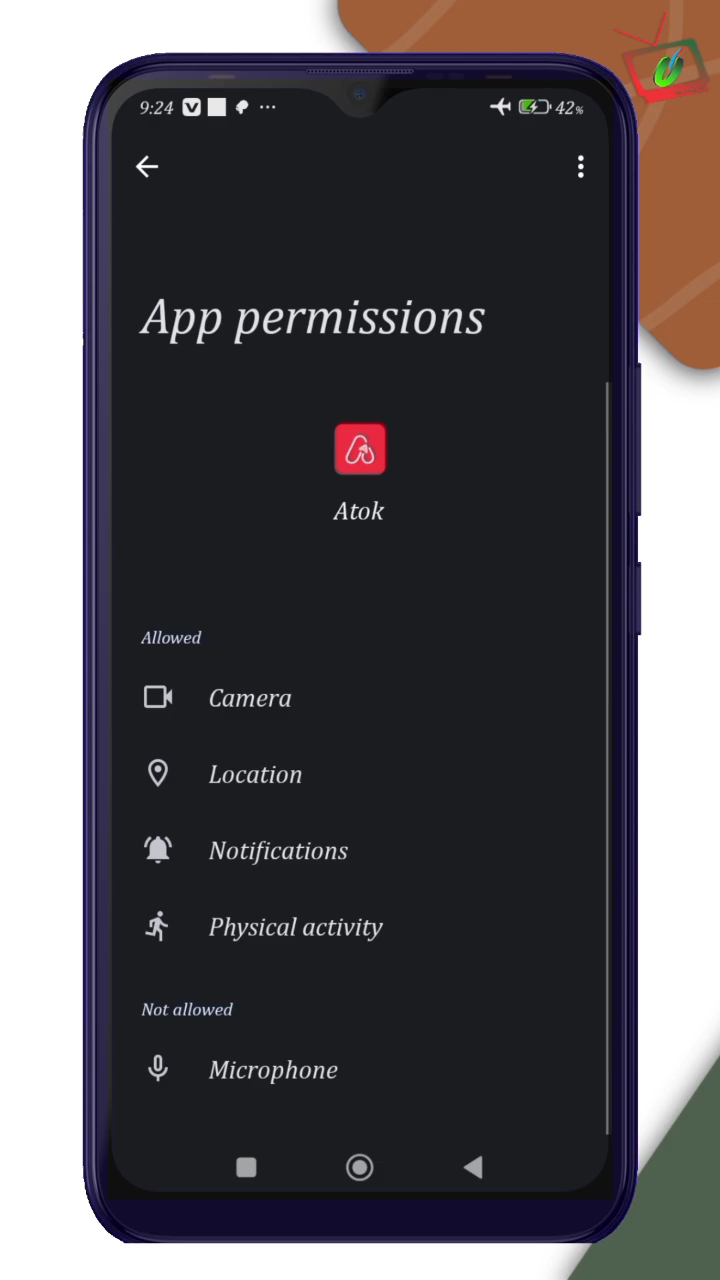 9:24
42%
App permissions
Atok
Allowed
Camera
Location
Notifications
Physical activity
Not allowed
Microphone